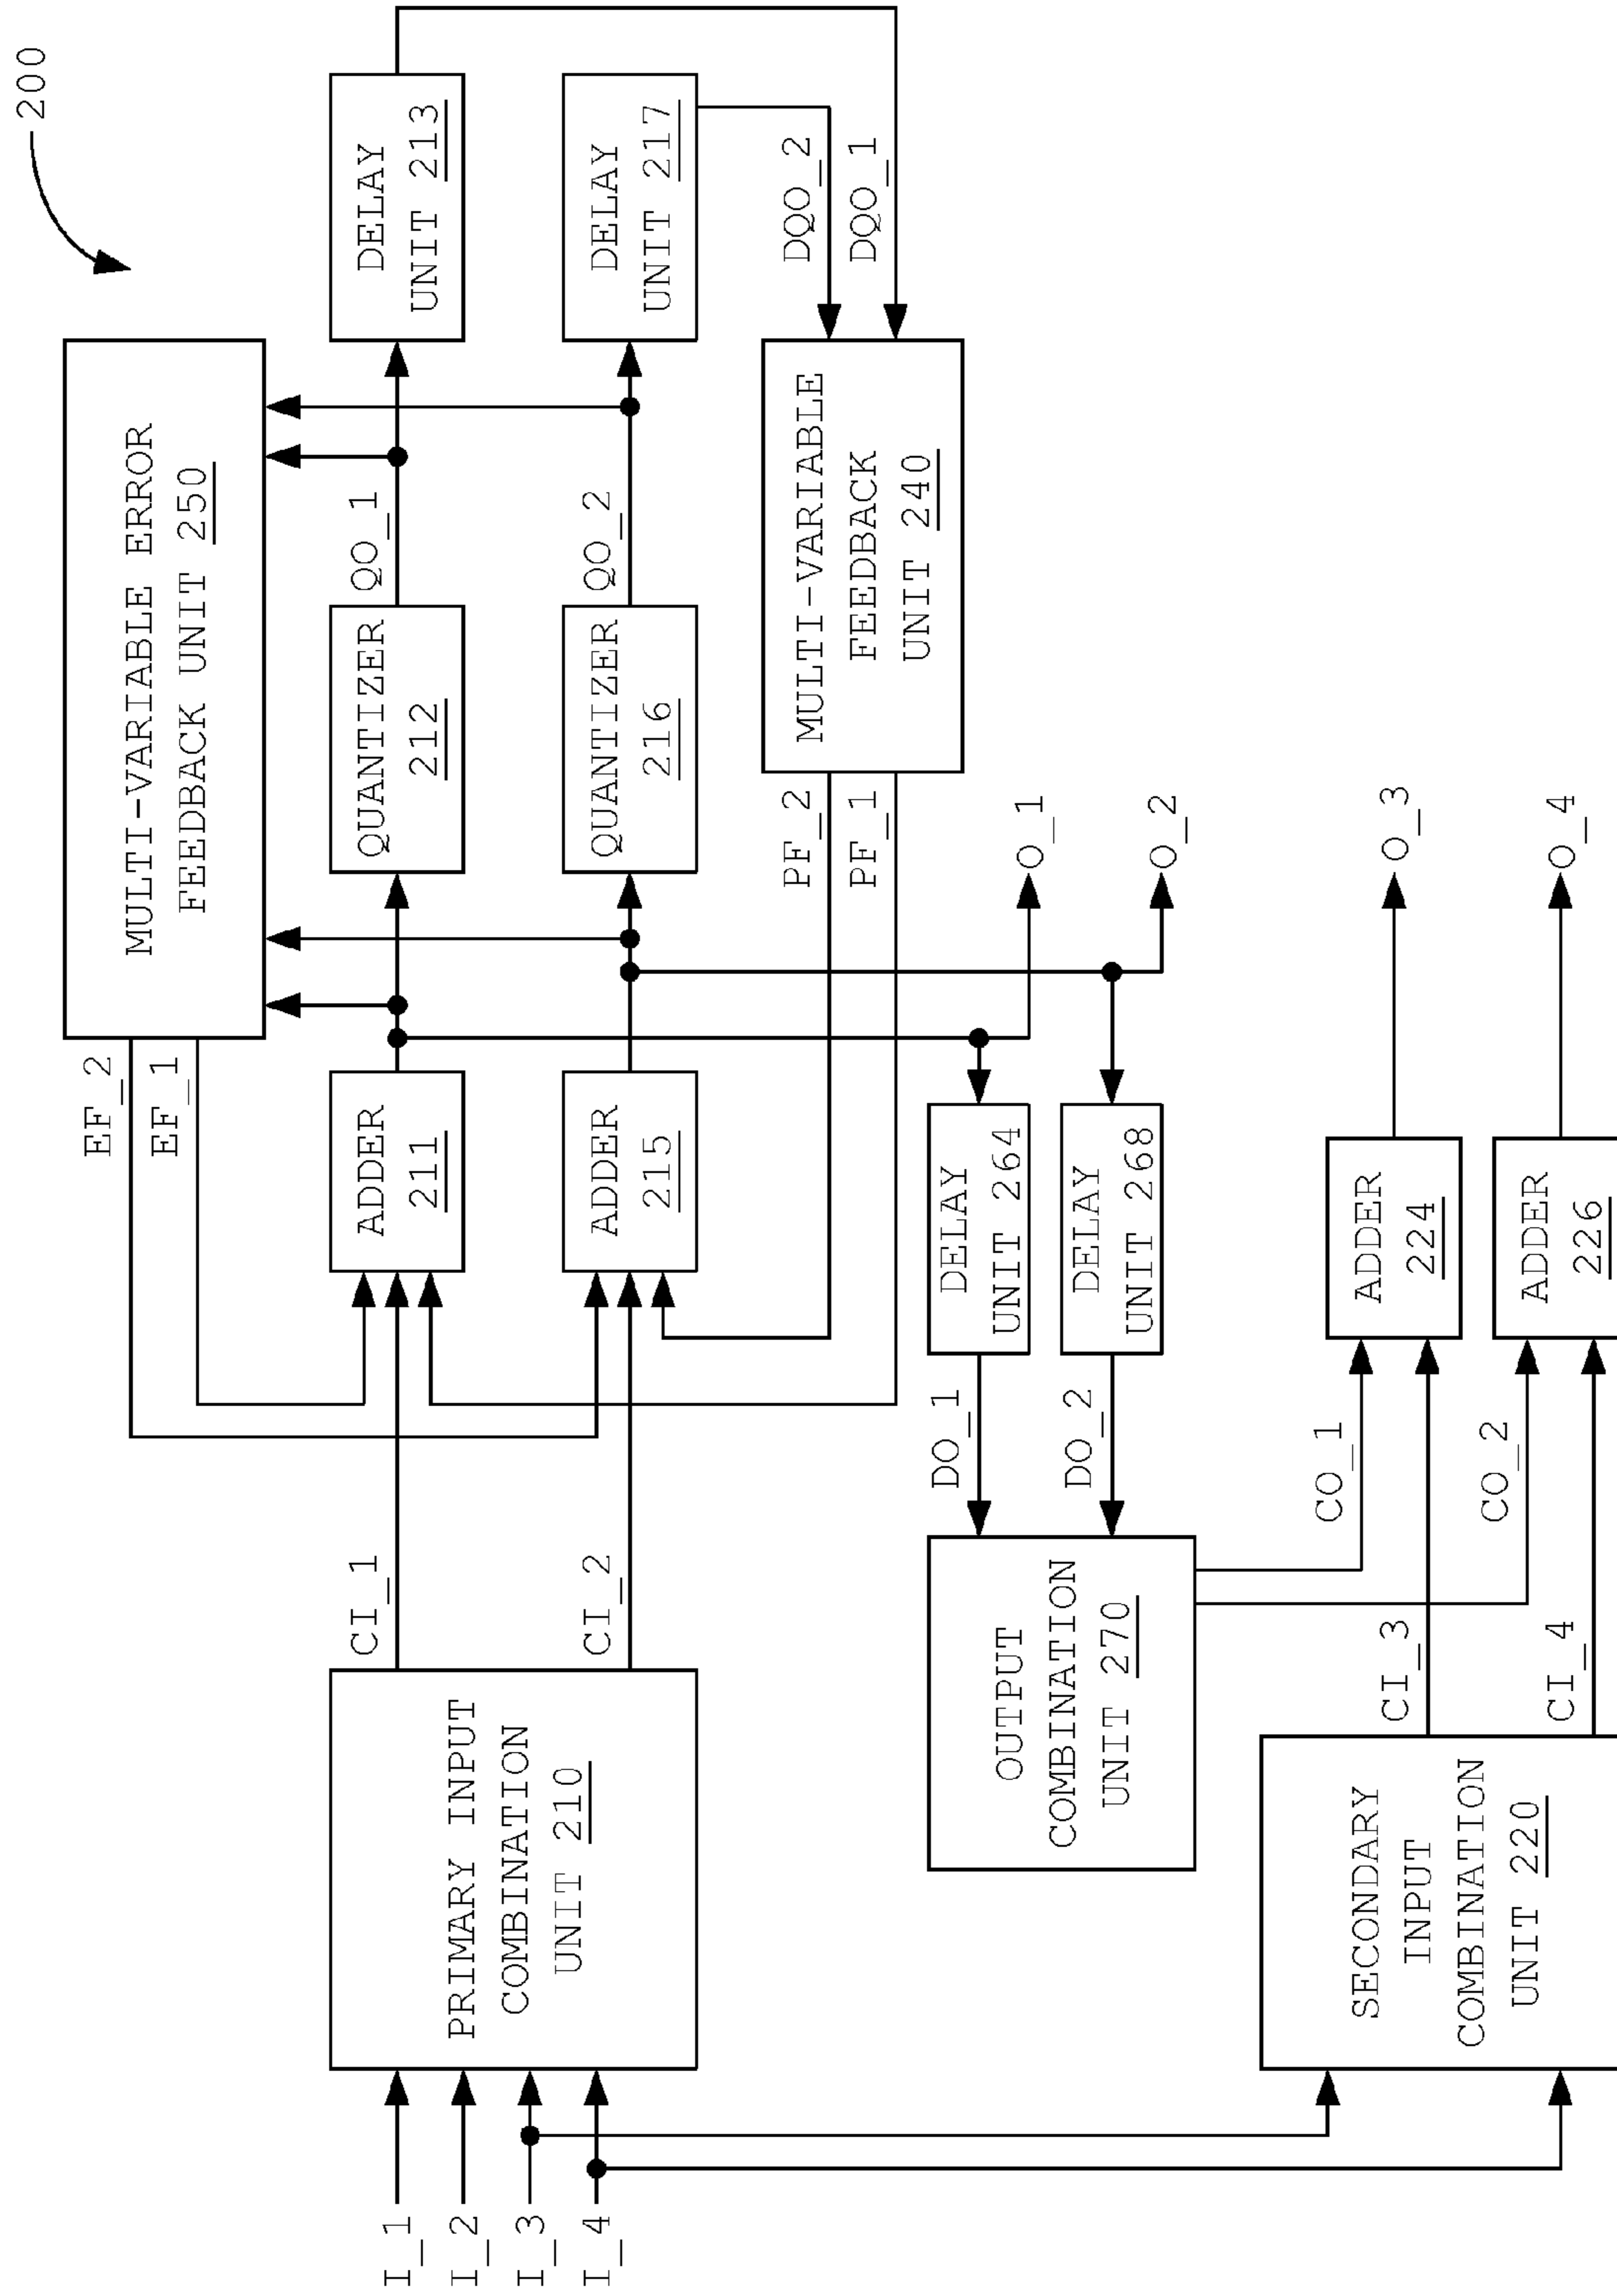 200
MULTI-VARIABLE ERROR
FEEDBACK UNIT 250
EF_2
EF_1
I_1
I_2
I_3
I_4
PRIMARY INPUT
COMBINATION
UNIT 210
CI_1
CI_2
ADDER
211
QUANTIZER
212
QO_1
DELAY
UNIT 213
ADDER
215
QUANTIZER
216
QO_2
DELAY
UNIT 217
PF_2
PF_1
MULTI-VARIABLE
FEEDBACK
UNIT 240
DQO_2
DQO_1
OUTPUT
COMBINATION
UNIT 270
DO_1
DO_2
DELAY
UNIT 264
DELAY
UNIT 268
O_1
O_2
SECONDARY
INPUT
COMBINATION
UNIT 220
CO_1
CI_3
CO_2
CI_4
ADDER
224
O_3
ADDER
226
O_4